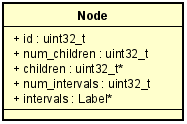 Node
+ id : uint32_t
+ num_children : uint32_t
+ children : uint32_t*
+ num_intervals : uint32_t
+ intervals : Label*